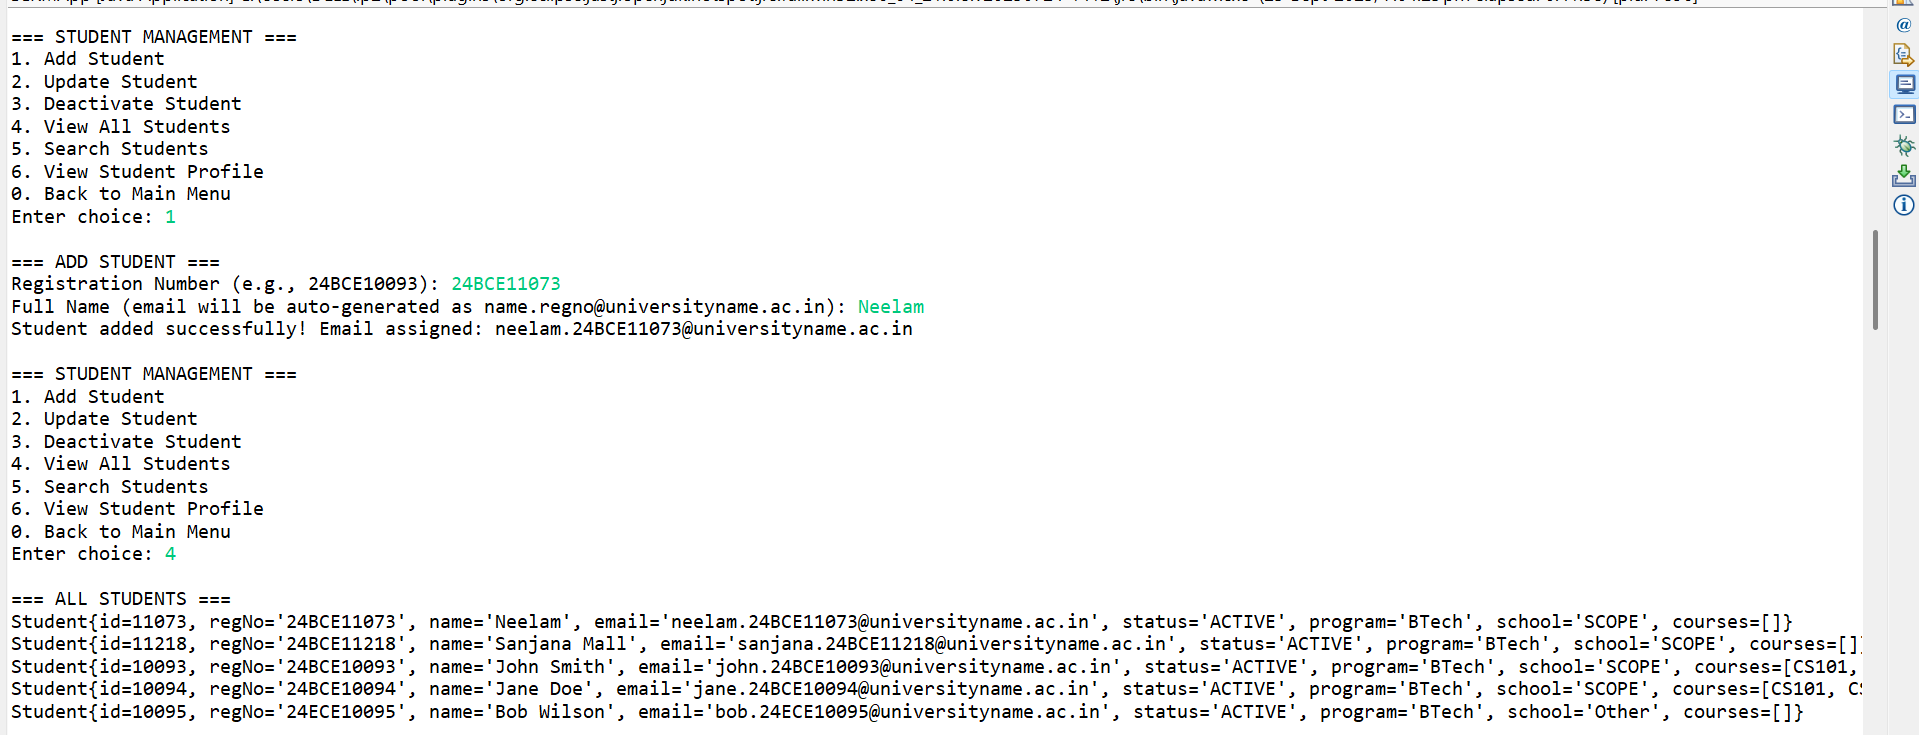 === STUDENT MANAGEMENT ===
1. Add Student
2. Update Student
3. Deactivate Student
4. View All Students
5. Search Students
6. View Student Profile
0. Back to Main Menu
Enter choice: 1
=== ADD STUDENT ===
Registration Number (e.g., 24BCE10093): 24BCE11073
Full Name (email will be auto-generated as name.regno@universityname.ac.in): Neelam
Student added successfully! Email assigned: neelam.24BCE11073@universityname.ac.in
=== STUDENT MANAGEMENT ===
1. Add Student
2. Update Student
3. Deactivate Student
4. View All Students
5. Search Students
6. View Student Profile
0. Back to Main Menu
Enter choice: 4
=== ALL STUDENTS ===
Student{id=11073, regNo='24BCE11073', name='Neelam', email='neelam.24BCE11073@universityname.ac.in', status='ACTIVE', program='BTech', school='SCOPE', courses=[]}
Student{id=11218, regNo='24BCE11218', name='Sanjana Mall', email='sanjana.24BCE11218@universityname.ac.in', status='ACTIVE', program='BTech', school='SCOPE', courses=[]
Student{id=10093, regNo='24BCE10093', name='John Smith', email='john.24BCE10093@universityname.ac.in', status='ACTIVE', program='BTech', school='SCOPE', courses=[CS101,
Student{id=10094, regNo='24BCE10094', name='Jane Doe', email='jane.24BCE10094@universityname.ac.in', status='ACTIVE', program='BTech', school='SCOPE', courses=[CS101,
Student{id=10095, regNo='24ECE10095', name='Bob Wilson', email='bob.24ECE10095@universityname.ac.in', status='ACTIVE', program='BTech', school='Other', courses=[]}